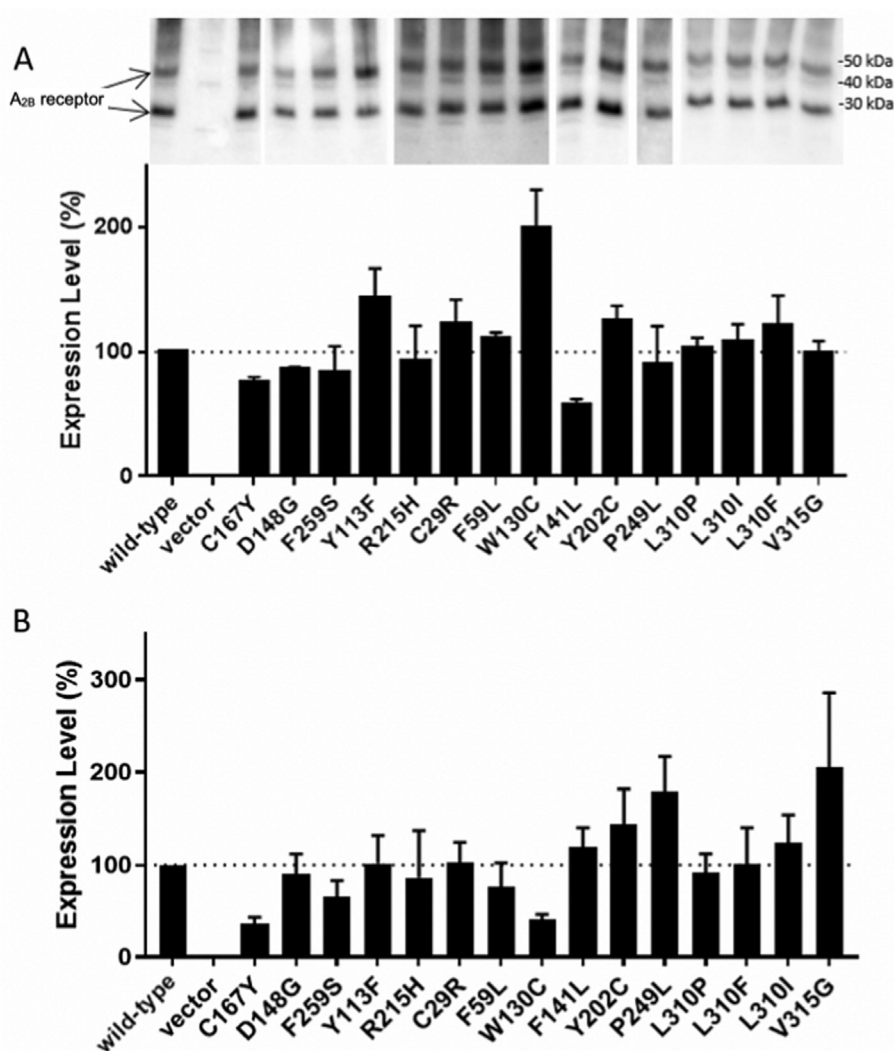 A
A2B receptor
-50 kDa
-40 kDa
-30 kDa
Expression Level (%)
200
100
0
wild-type
vector
C167Y
D148G
F259S
Y113F
R215H
C29R
F59L
W130C
F141L
Y202C
P249L
L310P
L310I
L310F
V315G
B
Expression Level (%)
300
200
100
0
wild-type
vector
C167Y
D148G
F259S
Y113F
R215H
C29R
F59L
W130C
F141L
Y202C
P249L
L310P
L310F
L310I
V315G